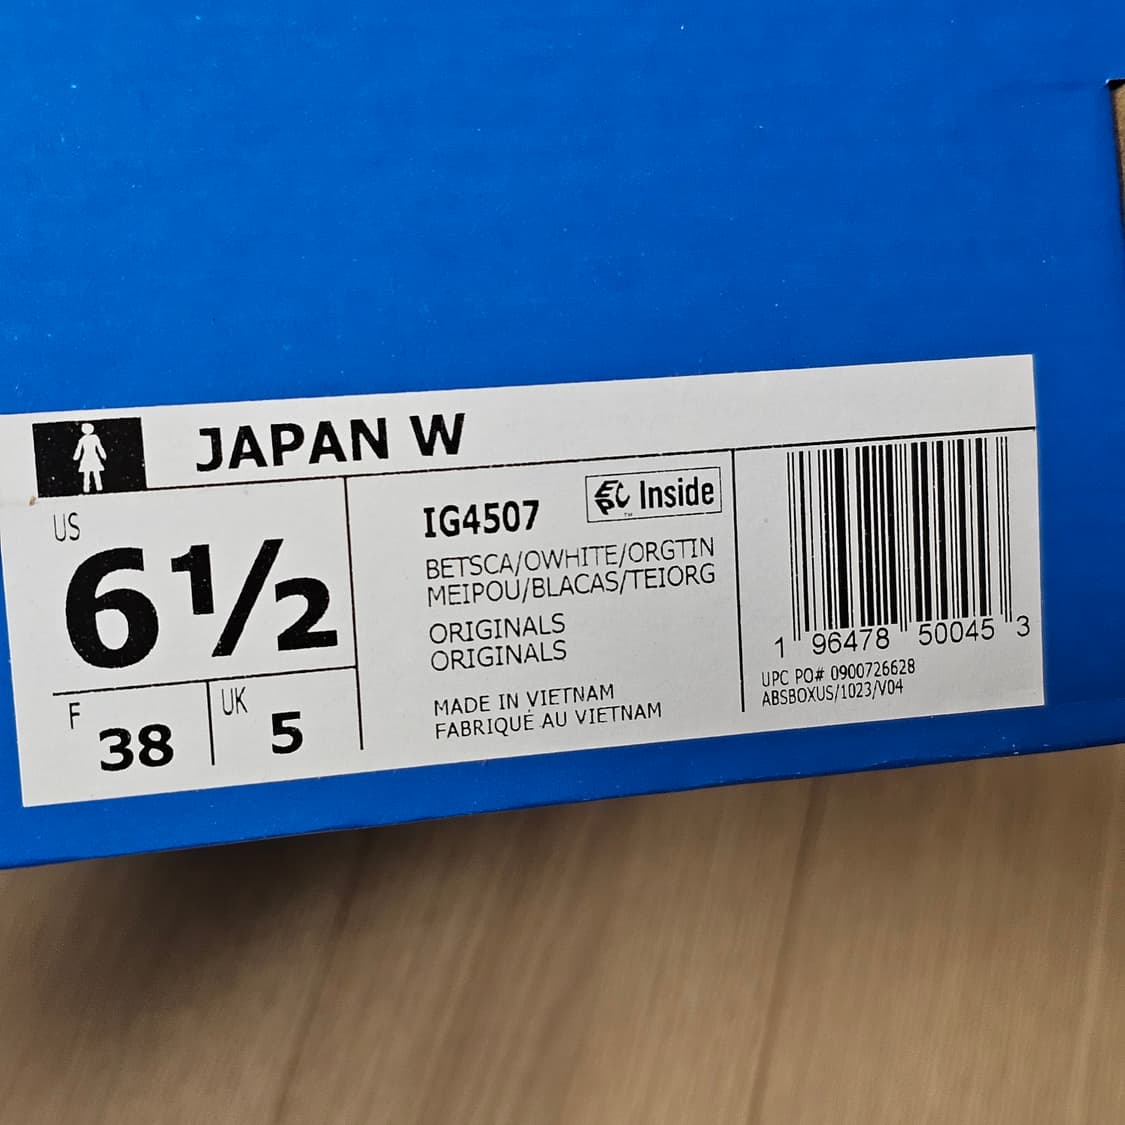 JAPAN W
US
6½
F
38
UK
5
IG4507
EPC Inside
BETSCA/OWHITE/ORGTIN
MEIPOU/BLACAS/TEIORG
ORIGINALS
ORIGINALS
MADE IN VIETNAM
FABRIQUÉ AU VIETNAM
1 96478 50045 3
UPC PO# 0900726628
ABSBOXUS/1023/V04